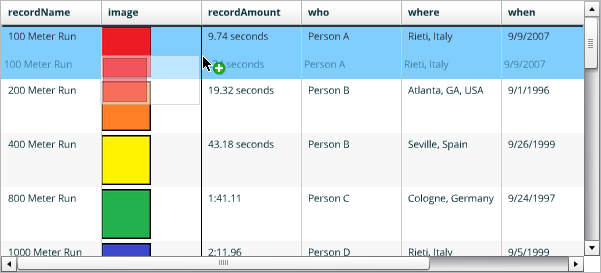 recordName image recordAmount who where when
100 Meter Run 9.74 seconds Person A Rieti, Italy 9/9/2007
100 Meter Run seconds Person A Rieti, Italy 9/9/2007
200 Meter Run 19.32 seconds Person B Atlanta, GA, USA 9/1/1996
400 Meter Run 43.18 seconds Person B Seville, Spain 9/26/1999
800 Meter Run 1:41.11 Person C Cologne, Germany 9/24/1997
1000 Meter Run 2:11.96 Person D Rieti, Italy 9/5/1999